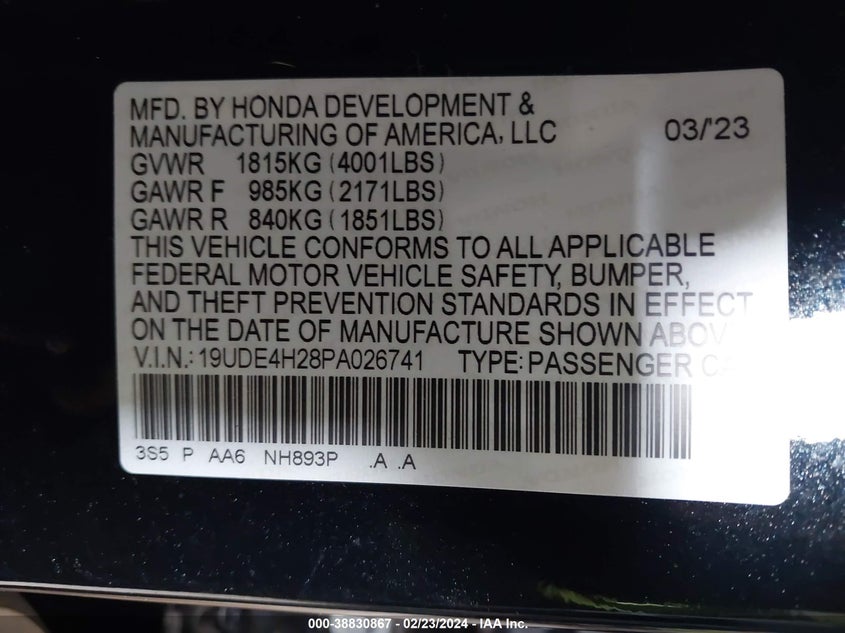 MFD. BY HONDA DEVELOPMENT &
MANUFACTURING OF AMERICA, LLC 03/'23
GVWR 1815KG (4001LBS)
GAWR F 985KG (2171LBS)
GAWR R 840KG (1851LBS)
THIS VEHICLE CONFORMS TO ALL APPLICABLE
FEDERAL MOTOR VEHICLE SAFETY, BUMPER,
AND THEFT PREVENTION STANDARDS IN EFFECT
ON THE DATE OF MANUFACTURE SHOWN ABOV
V.I.N.: 19UDE4H28PA026741 TYPE: PASSENGER CA
3S5 P AA6 NH893P .A .A
000-38830867 - 02/23/2024 - IAA Inc.